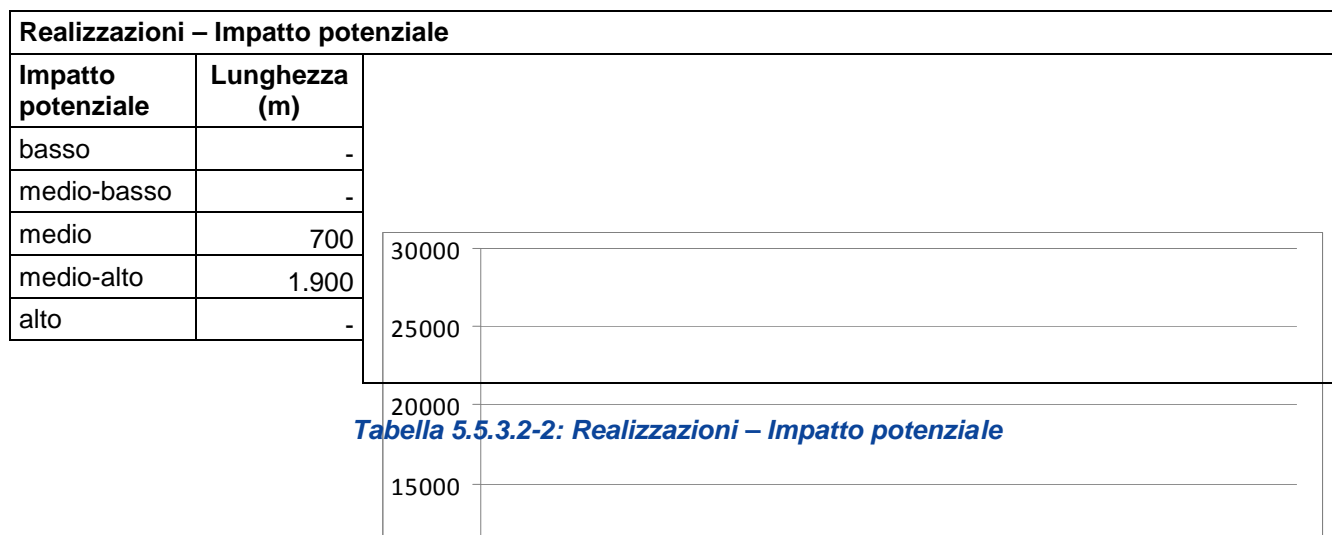 Realizzazioni – Impatto potenziale
Impatto potenziale Lunghezza (m)
basso -
medio-basso -
medio 700
medio-alto 1.900
alto -
30000
25000
20000
Tabella 5.5.3.2-2: Realizzazioni – Impatto potenziale
15000